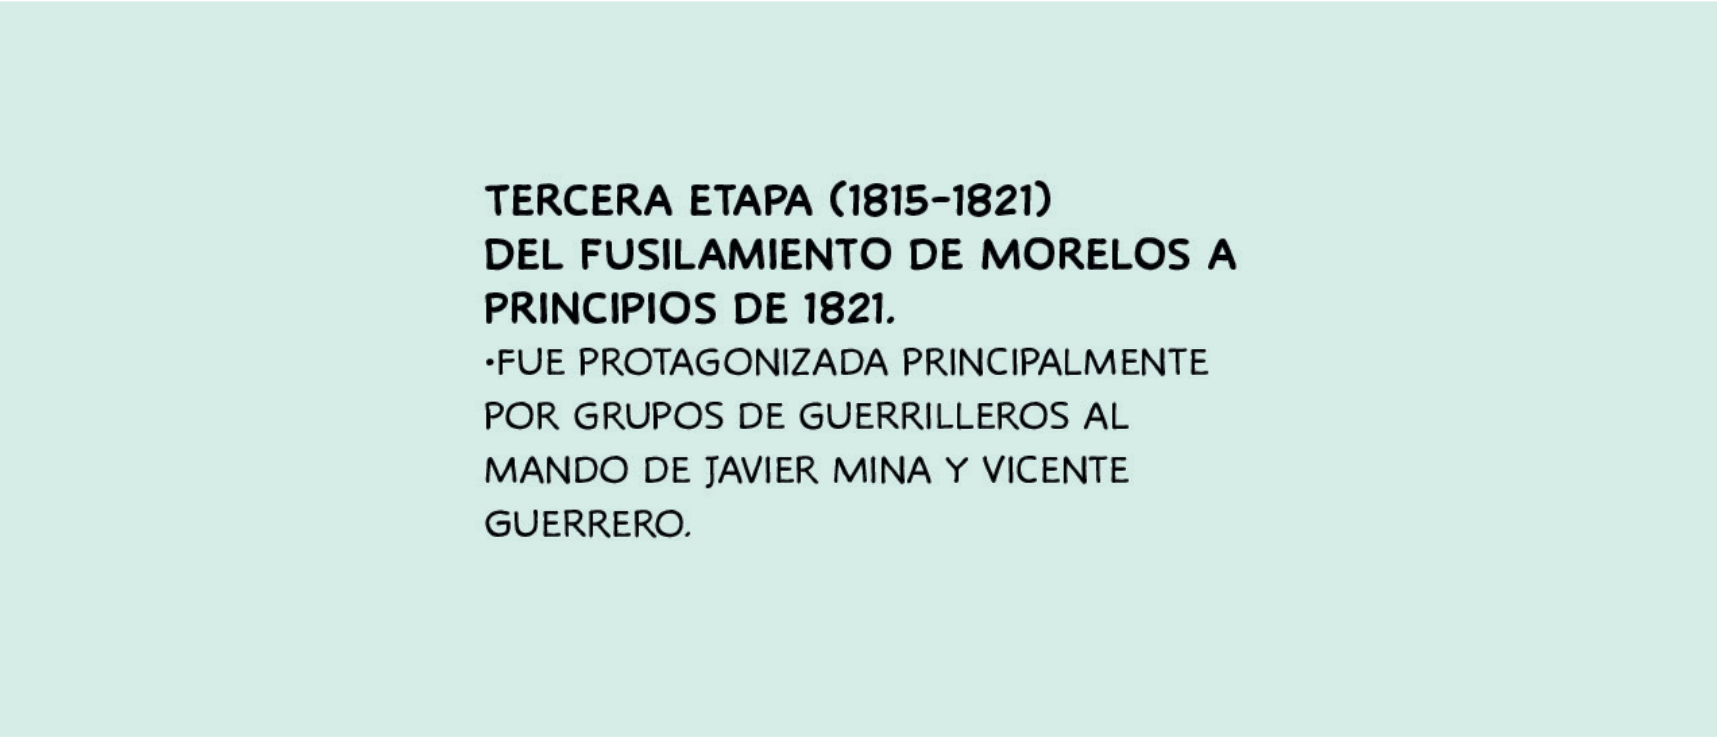 TERCERA ETAPA (1815-1821)
DEL FUSILAMIENTO DE MORELOS A
PRINCIPIOS DE 1821.
•FUE PROTAGONIZADA PRINCIPALMENTE
POR GRUPOS DE GUERRILLEROS AL
MANDO DE JAVIER MINA Y VICENTE
GUERRERO.